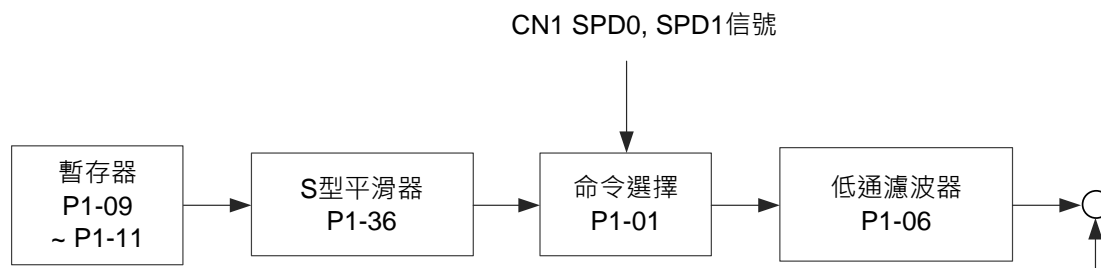 CN1 SPD0, SPD1信號
暫存器
P1-09
~ P1-11
S型平滑器
P1-36
命令選擇
P1-01
低通濾波器
P1-06